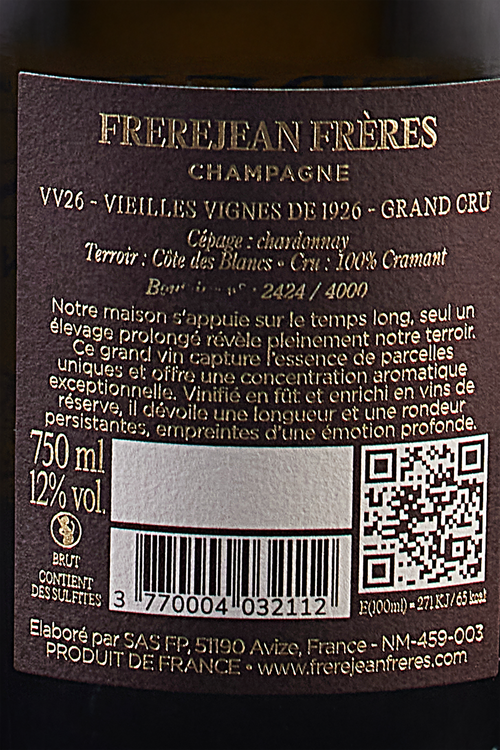 FREREJEAN FRÈRES
CHAMPAGNE
VV26 - VIEILLES VIGNES DE 1926 - GRAND CRU
Cépage : chardonnay
Terroir : Côte des Blancs • Cru : 100% Cramant
2424 / 4000
Notre maison s'appuie sur le temps long, seul un
élevage prolongé révèle pleinement notre terroir.
Ce grand vin capture l'essence de parcelles
uniques et offre une concentration aromatique
exceptionnelle. Vinifié en fût et enrichi en vins de
réserve, il dévoile une longueur et une rondeur
persistantes, empreintes d'une émotion profonde.
750 ml
12% vol.
BRUT
CONTIENT
DES SULFITES
3 770004 032112
E(100ml) = 271 KJ / 65 kcal
Elaboré par SAS FP, 51190 Avize, France - NM-459-003
PRODUIT DE FRANCE • www.frerejeanfreres.com